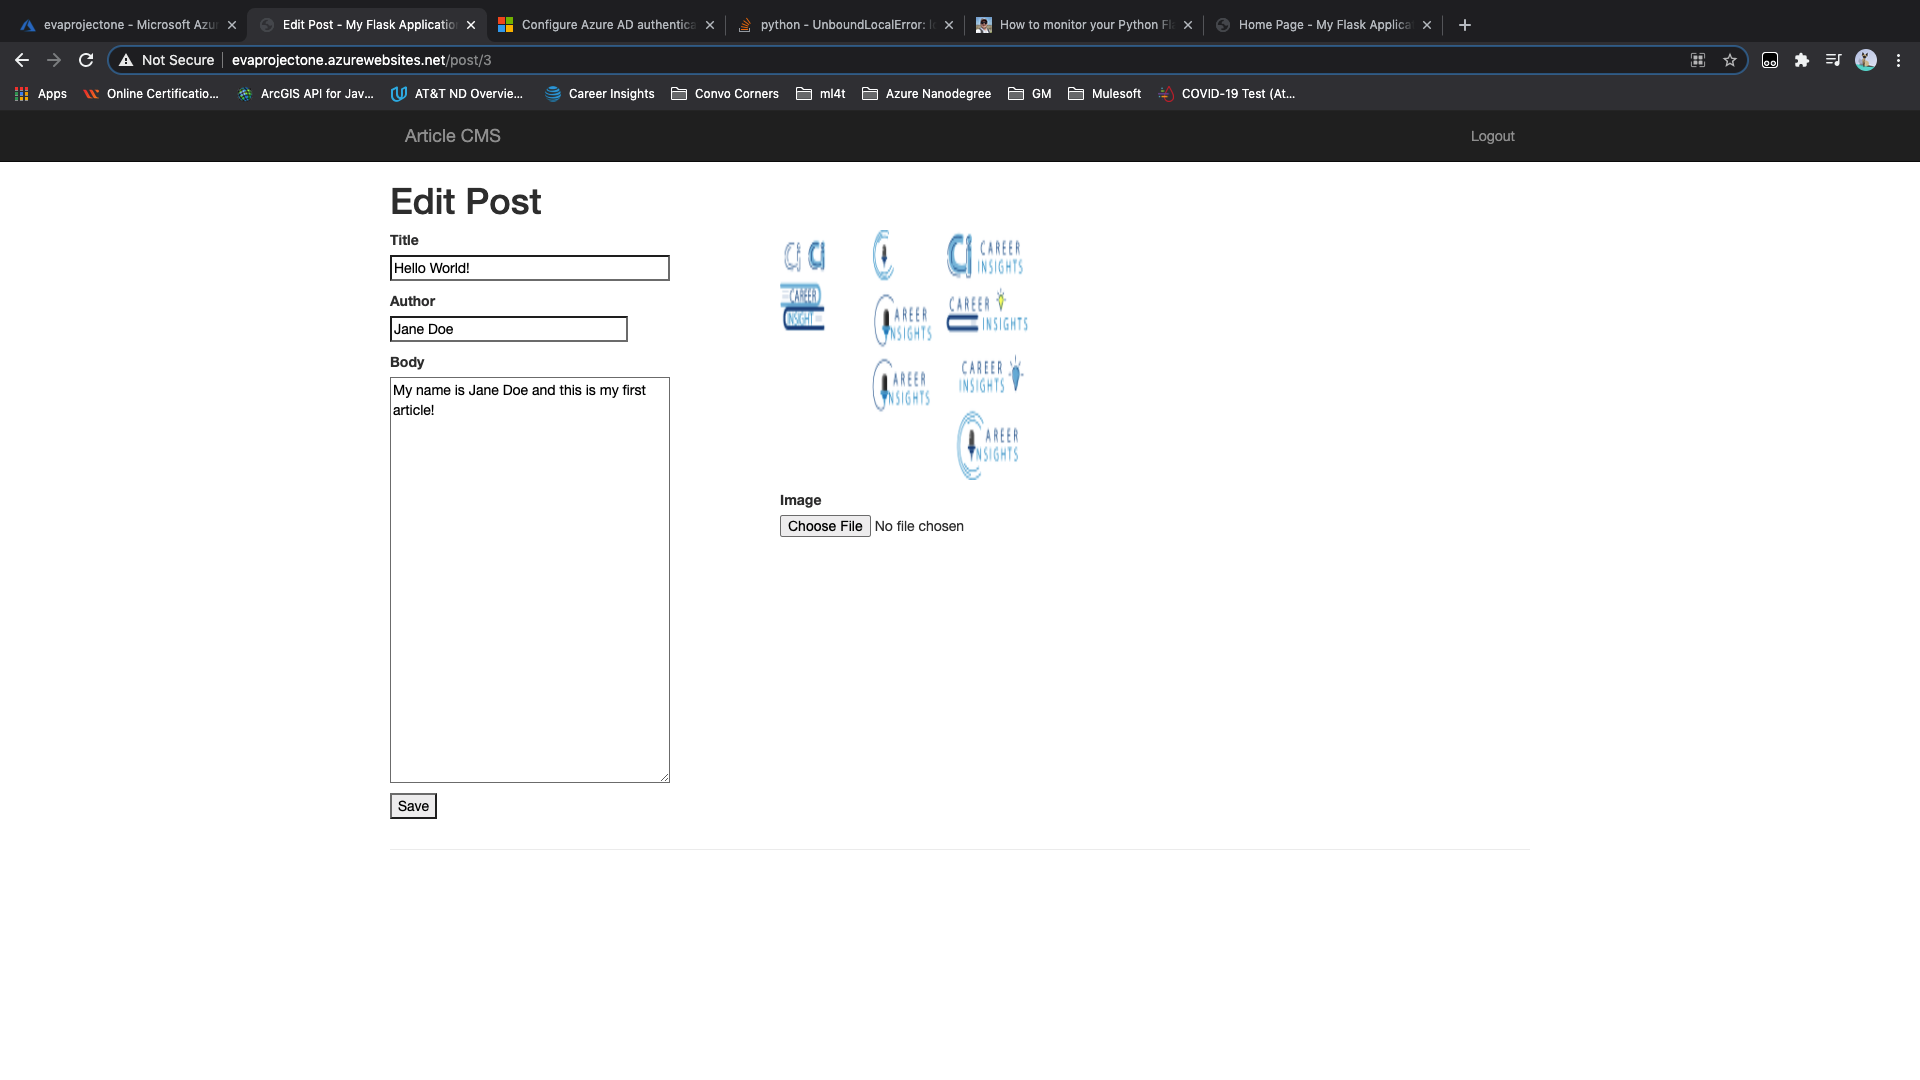 evaprojectone - Microsoft Azur
Edit Post - My Flask Application
Configure Azure AD authentica
python - UnboundLocalError: l
How to monitor your Python Fl
Home Page - My Flask Applica
Not Secure
evaprojectone.azurewebsites.net/post/3
Apps
Online Certificatio...
ArcGIS API for Jav...
AT&T ND Overvie...
Career Insights
Convo Corners
ml4t
Azure Nanodegree
GM
Mulesoft
COVID-19 Test (At...
Article CMS
Logout
Edit Post
Title
Hello World!
Author
Jane Doe
Body
My name is Jane Doe and this is my first
article!
Save
Ci Ci
CAREER
INSIGHT
AREER
NSIGHTS
AREER
NSIGHTS
Ci CAREER
INSIGHTS
CAREER
INSIGHTS
CAREER
INSIGHTS
AREER
NSIGHTS
Image
Choose File No file chosen